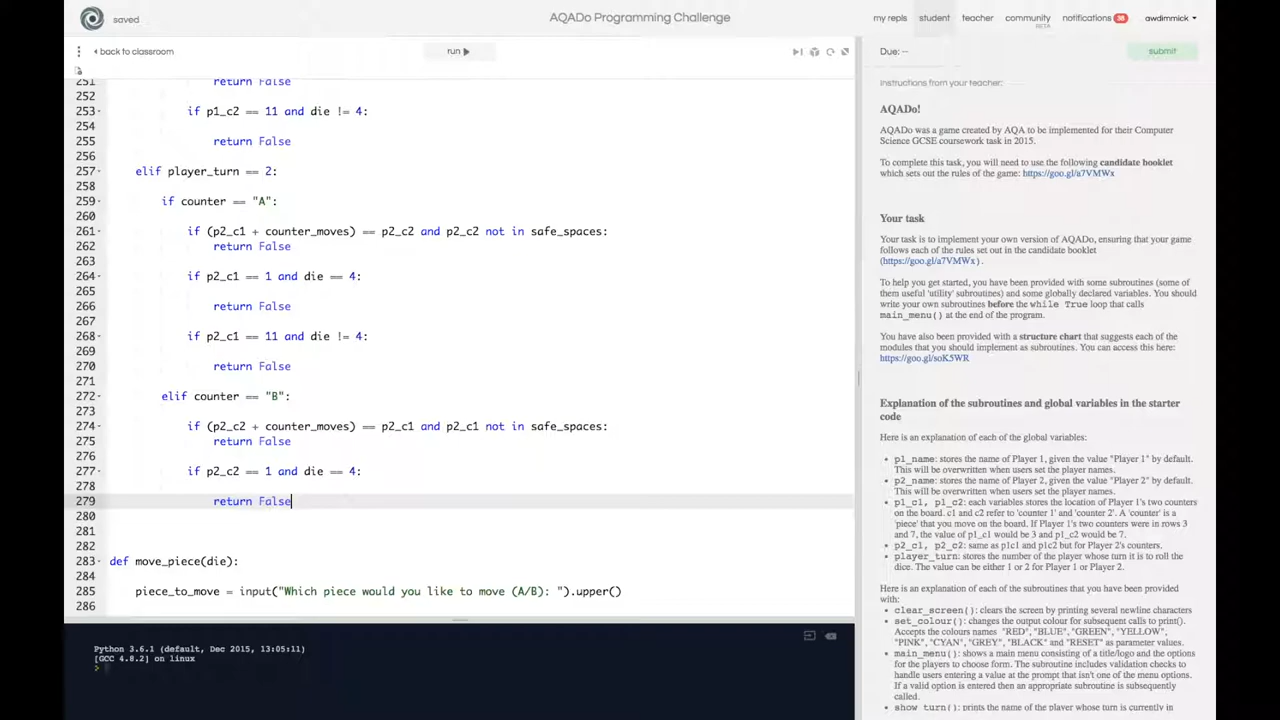 saved
AQADo Programming Challenge
my repls student teacher community BETA notifications 36 awdimmick
back to classroom
run
Due: --
submit
251 return False
252
253 if p1_c2 == 11 and die != 4:
254
255 return False
256
257 elif player_turn == 2:
258
259 if counter == "A":
260
261 if (p2_c1 + counter_moves) == p2_c2 and p2_c2 not in safe_spaces:
262 return False
263
264 if p2_c1 == 1 and die == 4:
265
266 return False
267
268 if p2_c1 == 11 and die != 4:
269
270 return False
271
272 elif counter == "B":
273
274 if (p2_c2 + counter_moves) == p2_c1 and p2_c1 not in safe_spaces:
275 return False
276
277 if p2_c2 == 1 and die == 4:
278
279 return False
280
281
282
283 def move_piece(die):
284
285 piece_to_move = input("Which piece would you like to move (A/B): ").upper()
286
Python 3.6.1 (default, Dec 2015, 13:05:11)
[GCC 4.8.2] on linux
>
Instructions from your teacher:
AQADo!
AQADo was a game created by AQA to be implemented for their Computer
Science GCSE coursework task in 2015.
To complete this task, you will need to use the following candidate booklet
which sets out the rules of the game: https://goo.gl/a7VMWx
Your task
Your task is to implement your own version of AQADo, ensuring that your game
follows each of the rules set out in the candidate booklet
(https://goo.gl/a7VMWx).
To help you get started, you have been provided with some subroutines (some of
them useful 'utility' subroutines) and some globally declared variables. You should
write your own subroutines before the while True loop that calls
main_menu() at the end of the program.
You have also been provided with a structure chart that suggests each of the
modules that you should implement as subroutines. You can access this here:
https://goo.gl/soK5WR
Explanation of the subroutines and global variables in the starter
code
Here is an explanation of each of the global variables:
• p1_name: stores the name of Player 1, given the value "Player 1" by default.
This will be overwritten when users set the player names.
• p2_name: stores the name of Player 2, given the value "Player 2" by default.
This will be overwritten when users set the player names.
• p1_c1, p1_c2: each variables stores the location of Player 1's two counters
on the board. c1 and c2 refer to 'counter 1' and 'counter 2'. A 'counter' is a
'piece' that you move on the board. If Player 1's two counters were in rows 3
and 7, the value of p1_c1 would be 3 and p1_c2 would be 7.
• p2_c1, p2_c2: same as p1c1 and p1c2 but for Player 2's counters.
• player_turn: stores the number of the player whose turn it is to roll the
dice. The value can be either 1 or 2 for Player 1 or Player 2.
Here is an explanation of each of the subroutines that you have been provided
with:
• clear_screen(): clears the screen by printing several newline characters
• set_colour(): changes the output colour for subsequent calls to print().
Accepts the colours names "RED", "BLUE", "GREEN", "YELLOW",
"PINK", "CYAN", "GREY", "BLACK" and "RESET" as parameter values.
• main_menu(): shows a main menu consisting of a title/logo and the options
for the players to choose form. The subroutine includes validation checks to
handle users entering a value at the prompt that isn't one of the menu options.
If a valid option is entered then an appropriate subroutine is subsequently
called.
• show_turn(): prints the name of the player whose turn is currently in